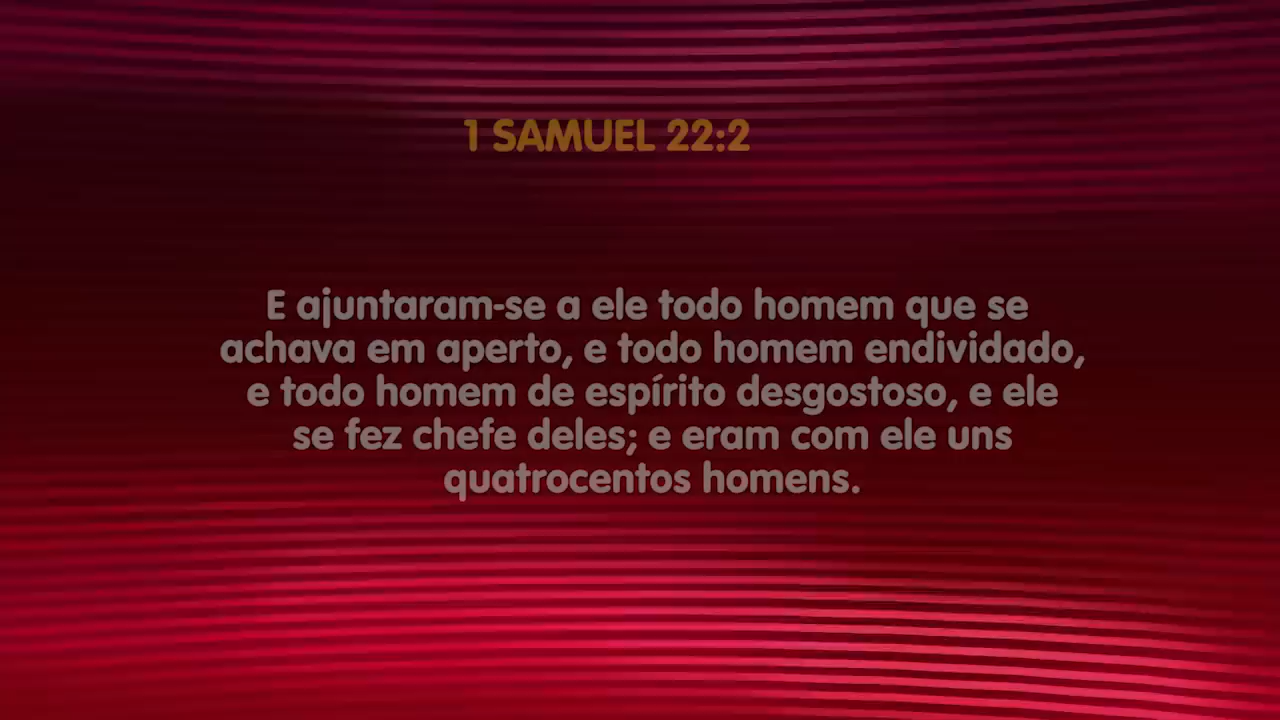 1 SAMUEL 22:2
E ajuntaram-se a ele todo homem que se
achava em aperto, e todo homem endividado,
e todo homem de espírito desgostoso, e ele
se fez chefe deles; e eram com ele uns
quatrocentos homens.